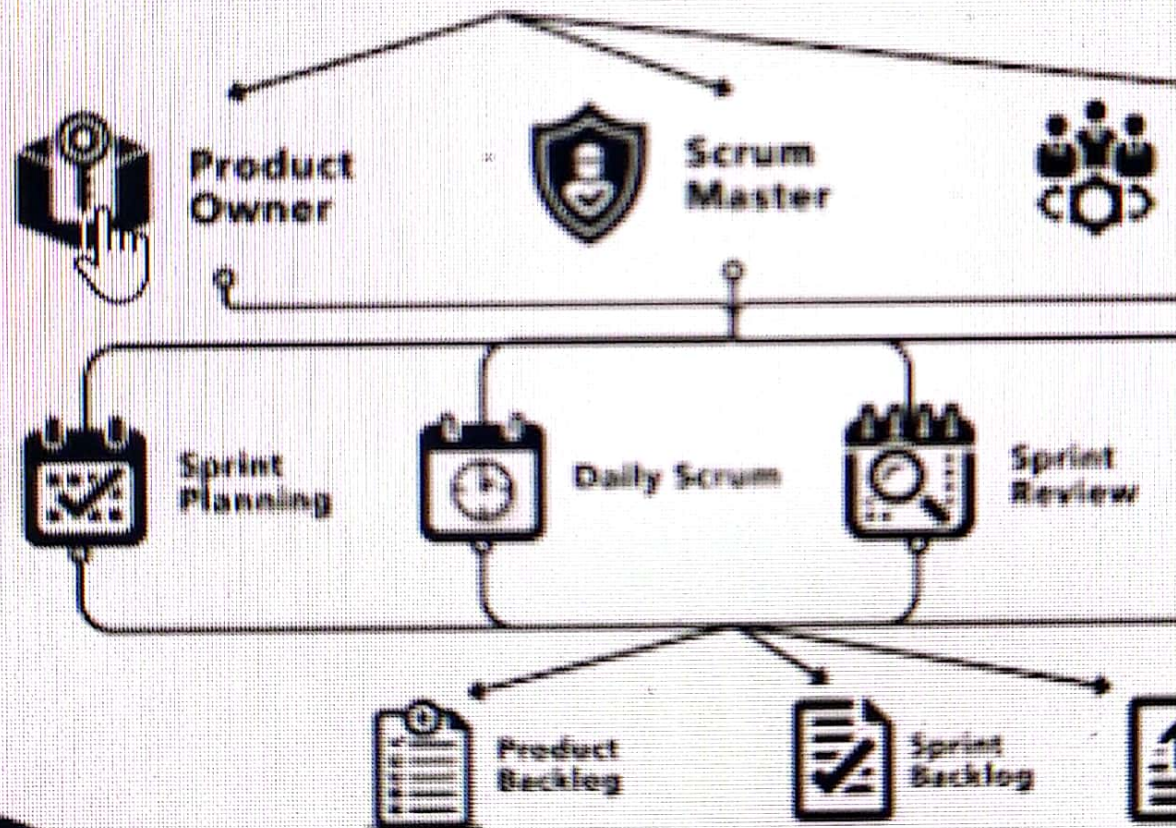 Product
Owner
Scrum
Master
Sprint
Planning
Daily Scrum
Sprint
Review
Product
Backlog
Sprint
Backlog